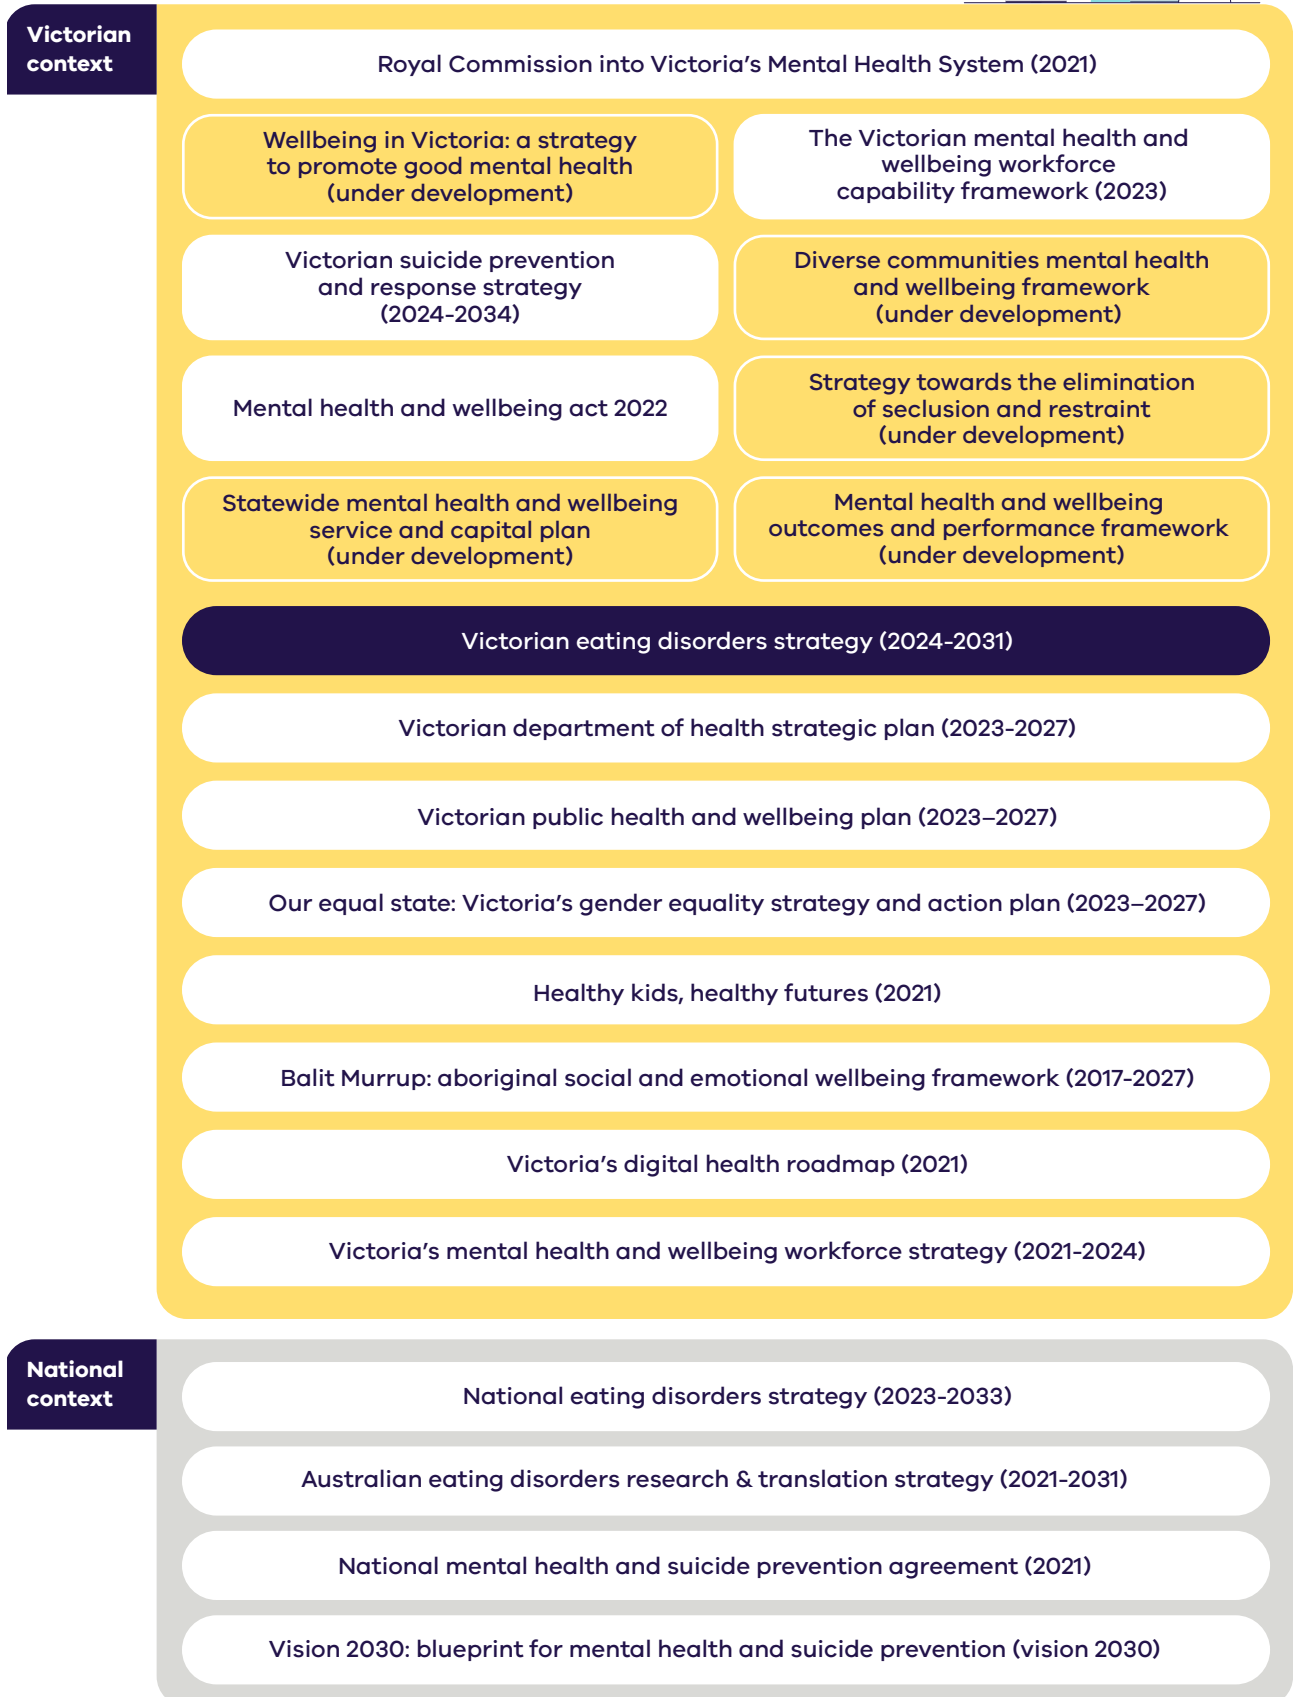 Victorian
context
Royal Commission into Victoria’s Mental Health System (2021)
Wellbeing in Victoria: a strategy
to promote good mental health
(under development)
The Victorian mental health and
wellbeing workforce
capability framework (2023)
Victorian suicide prevention
and response strategy
(2024-2034)
Diverse communities mental health
and wellbeing framework
(under development)
Mental health and wellbeing act 2022
Strategy towards the elimination
of seclusion and restraint
(under development)
Statewide mental health and wellbeing
service and capital plan
(under development)
Mental health and wellbeing
outcomes and performance framework
(under development)
Victorian eating disorders strategy (2024-2031)
Victorian department of health strategic plan (2023-2027)
Victorian public health and wellbeing plan (2023–2027)
Our equal state: Victoria’s gender equality strategy and action plan (2023–2027)
Healthy kids, healthy futures (2021)
Balit Murrup: aboriginal social and emotional wellbeing framework (2017-2027)
Victoria’s digital health roadmap (2021)
Victoria’s mental health and wellbeing workforce strategy (2021-2024)
National
context
National eating disorders strategy (2023-2033)
Australian eating disorders research & translation strategy (2021-2031)
National mental health and suicide prevention agreement (2021)
Vision 2030: blueprint for mental health and suicide prevention (vision 2030)